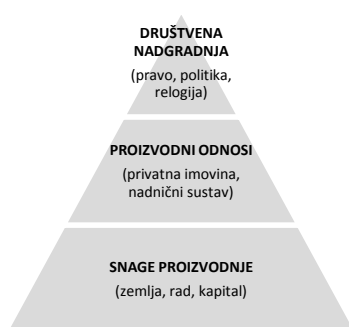 DRUŠTVENA
NADGRADNJA
(pravo, politika,
relogija)
PROIZVODNI ODNOSI
(privatna imovina,
nadnični sustav)
SNAGE PROIZVODNJE
(zemlja, rad, kapital)